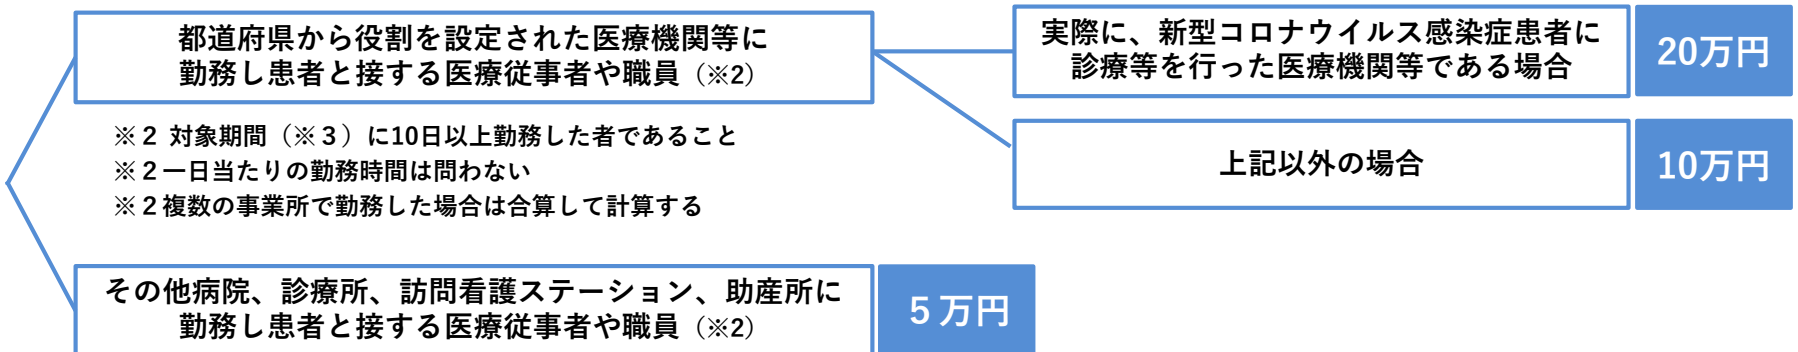 都道府県から役割を設定された医療機関等に
勤務し患者と接する医療従事者や職員（※2）
実際に、新型コロナウイルス感染症患者に
診療等を行った医療機関等である場合
20万円
※２ 対象期間（※３）に10日以上勤務した者であること
※２一日当たりの勤務時間は問わない
※２複数の事業所で勤務した場合は合算して計算する
上記以外の場合
10万円
その他病院、診療所、訪問看護ステーション、助産所に
勤務し患者と接する医療従事者や職員（※2）
５万円